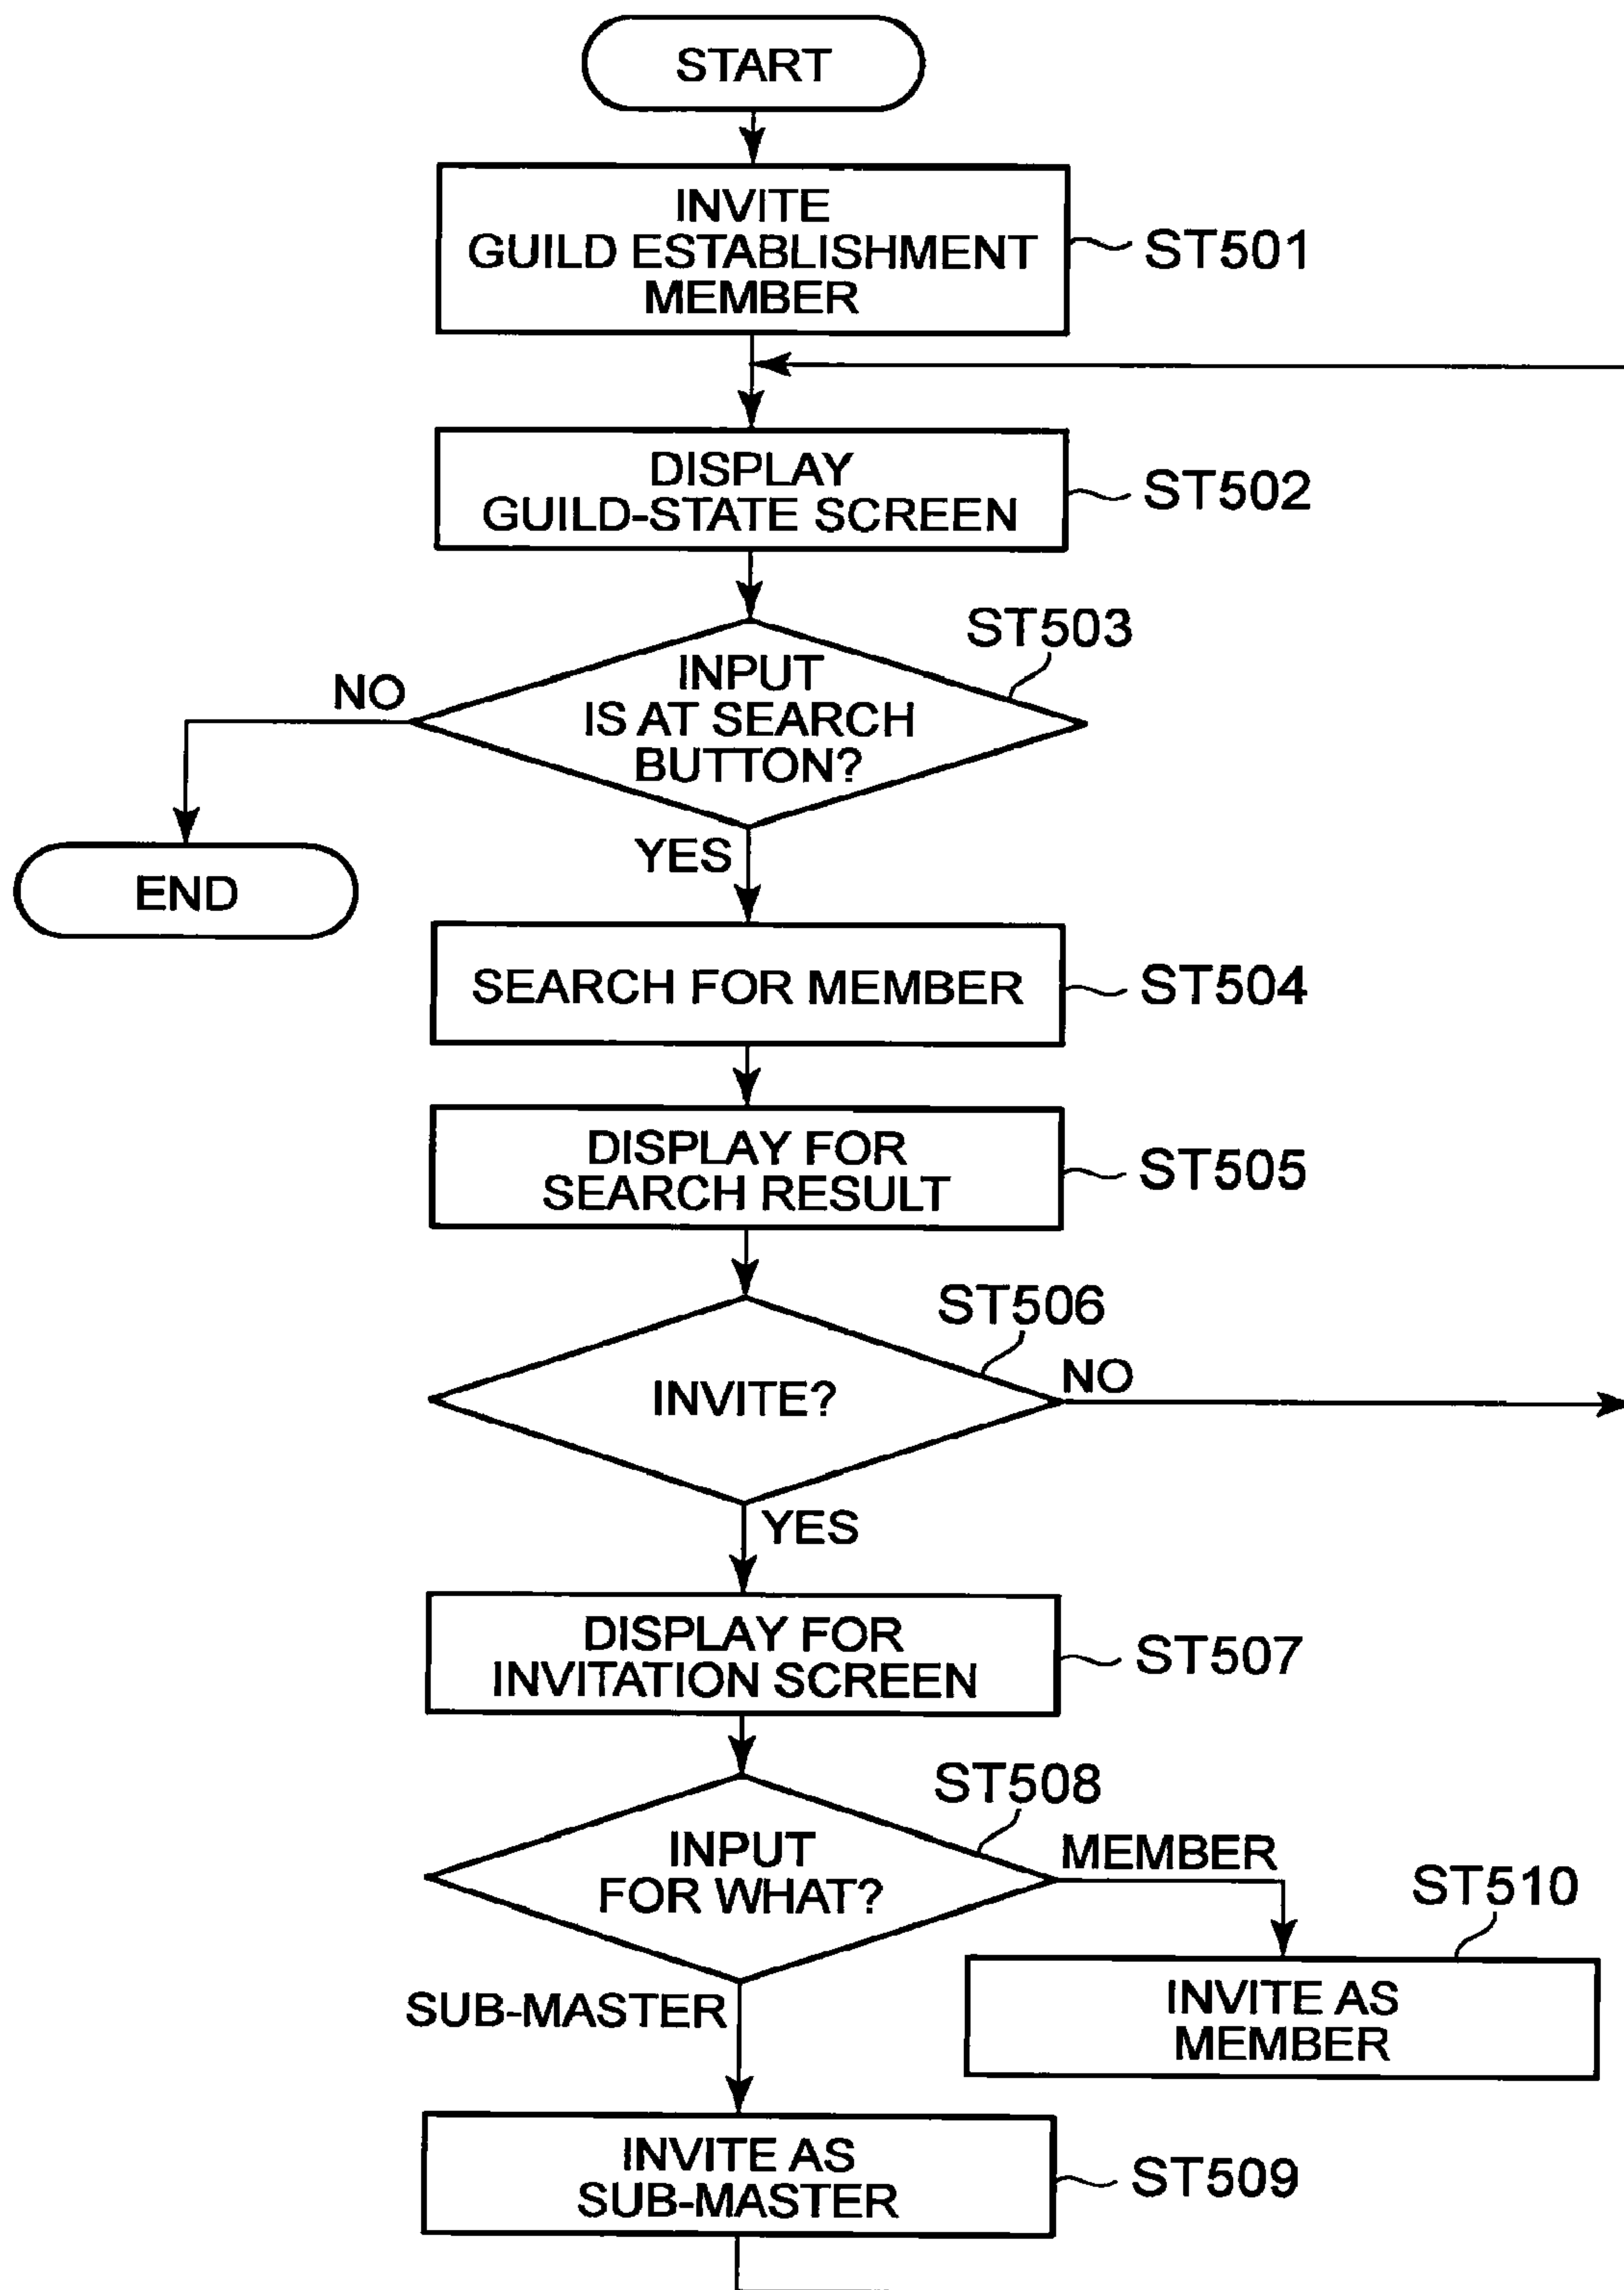 START
INVITE
GUILD ESTABLISHMENT
MEMBER
ST501
DISPLAY
GUILD-STATE SCREEN
ST502
ST503
INPUT
IS AT SEARCH
BUTTON?
NO
YES
END
SEARCH FOR MEMBER
ST504
DISPLAY FOR
SEARCH RESULT
ST505
ST506
INVITE?
NO
YES
DISPLAY FOR
INVITATION SCREEN
ST507
ST508
INPUT
FOR WHAT?
MEMBER
ST510
INVITE AS
MEMBER
SUB-MASTER
INVITE AS
SUB-MASTER
ST509